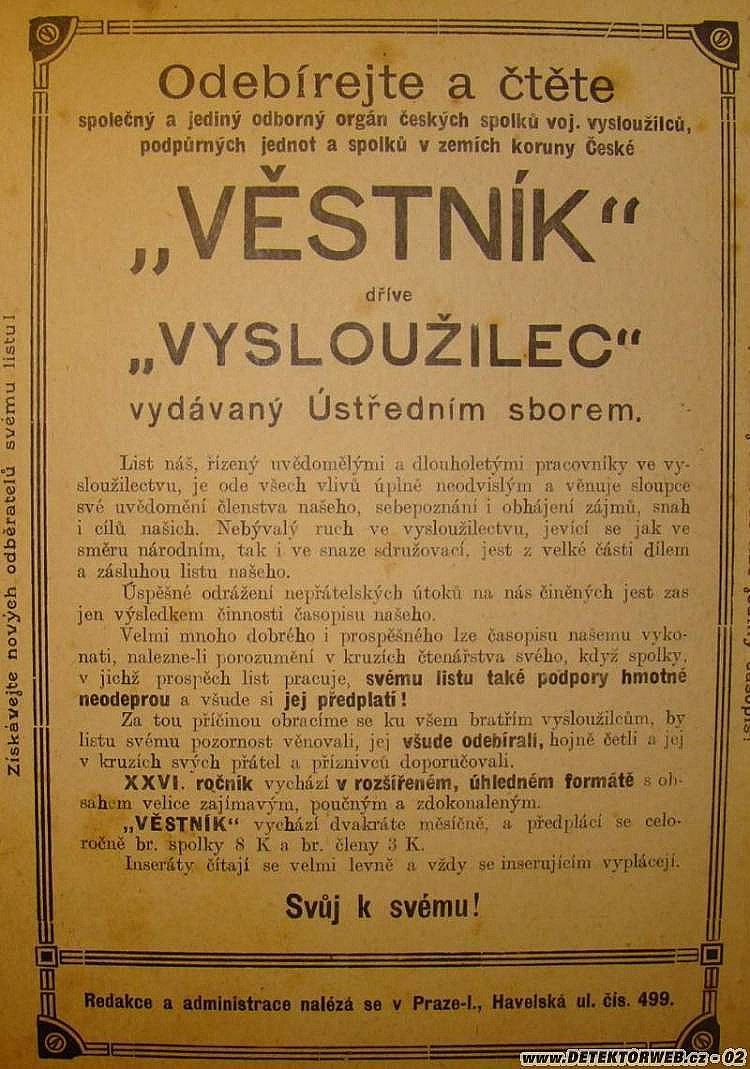 Odebírejte a čtěte
společný a jediný odborný orgán českých spolků voj. vysloužilců,
podpůrných jednot a spolků v zemích koruny České
„VĚSTNÍK“
dříve
„VYSLOUŽILEC“
vydávaný Ústředním sborem.
List náš, řízený uvědomělými a dlouholetými pracovníky ve vy-
sloužilectvu, je ode všech vlivů úplně neodvislým a věnuje sloupce
své uvědomění členstva našeho, sebepoznání i obhájení zájmů, snah
i cílů našich. Nebývalý ruch ve vysloužilectvu, jevící se jak ve
směru národním, tak i ve snaze sdružovací, jest z velké části dílem
a zásluhou listu našeho.
Úspěšné odrážení nepřátelských útoků na nás činěných jest zas
jen výsledkem činnosti časopisu našeho.
Velmi mnoho dobrého i prospěšného lze časopisu našemu vyko-
nati, nalezne-li porozumění v kruzích čtenářstva svého, když spolky,
v jichž prospěch list pracuje, svému listu také podpory hmotné
neodeprou a všude si jej předplatí!
Za tou příčinou obracíme se ku všem bratřím vysloužilcům, by
listu svému pozornost věnovali, jej všude odebírali, hojně četli a jej
v kruzích svých přátel a příznivců doporučovali.
XXVI. ročník vychází v rozšířeném, úhledném formátě s ob-
sahem velice zajímavým, poučným a zdokonaleným.
„VĚSTNÍK“ vychází dvakráte měsíčně, a předplácí se celo-
ročně br. spolky 8 K a br. členy 3 K.
Inseráty čítají se velmi levně a vždy se inserujícím vyplácejí.
Svůj k svému!
Redakce a administrace nalézá se v Praze-I., Havelská ul. čís. 499.
Získávejte nových odběratelů svému listu!
www.DETEKTORWEB.cz - 02